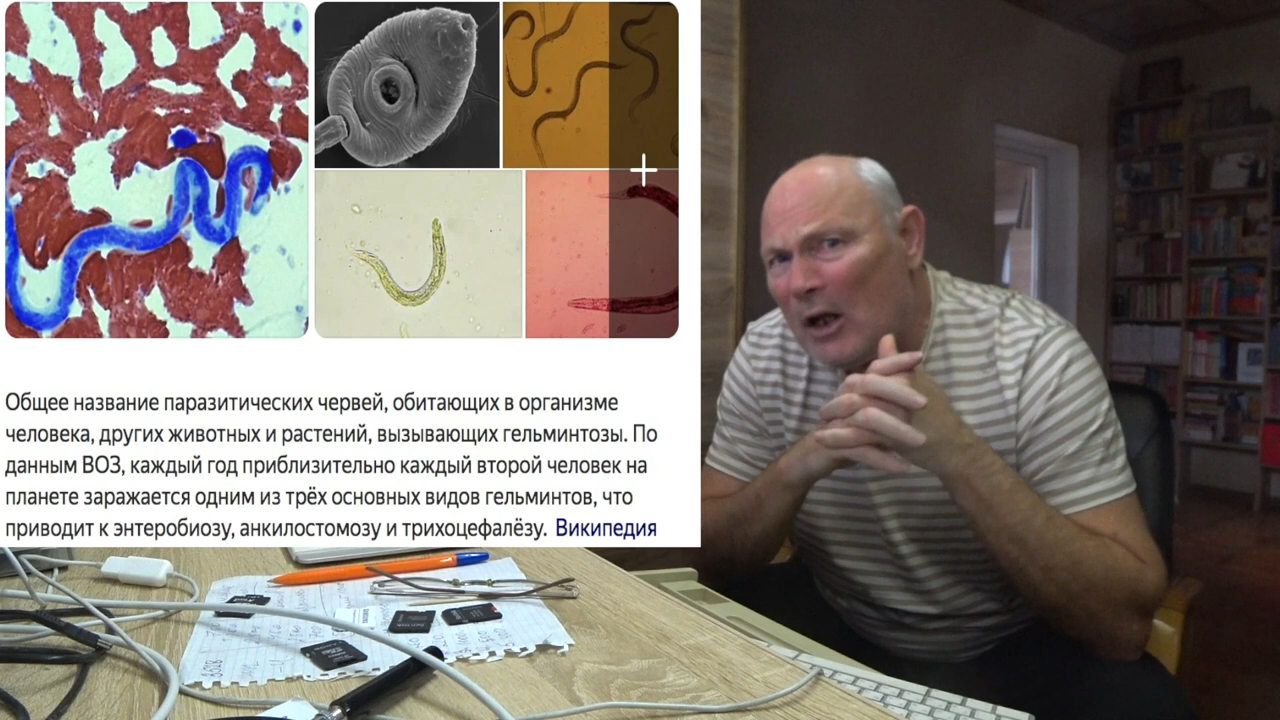 Общее название паразитических червей, обитающих в организме
человека, других животных и растений, вызывающих гельминтозы. По
данным ВОЗ, каждый год приблизительно каждый второй человек на
планете заражается одним из трёх основных видов гельминтов, что
приводит к энтеробиозу, анкилостомозу и трихоцефалёзу. Википедия